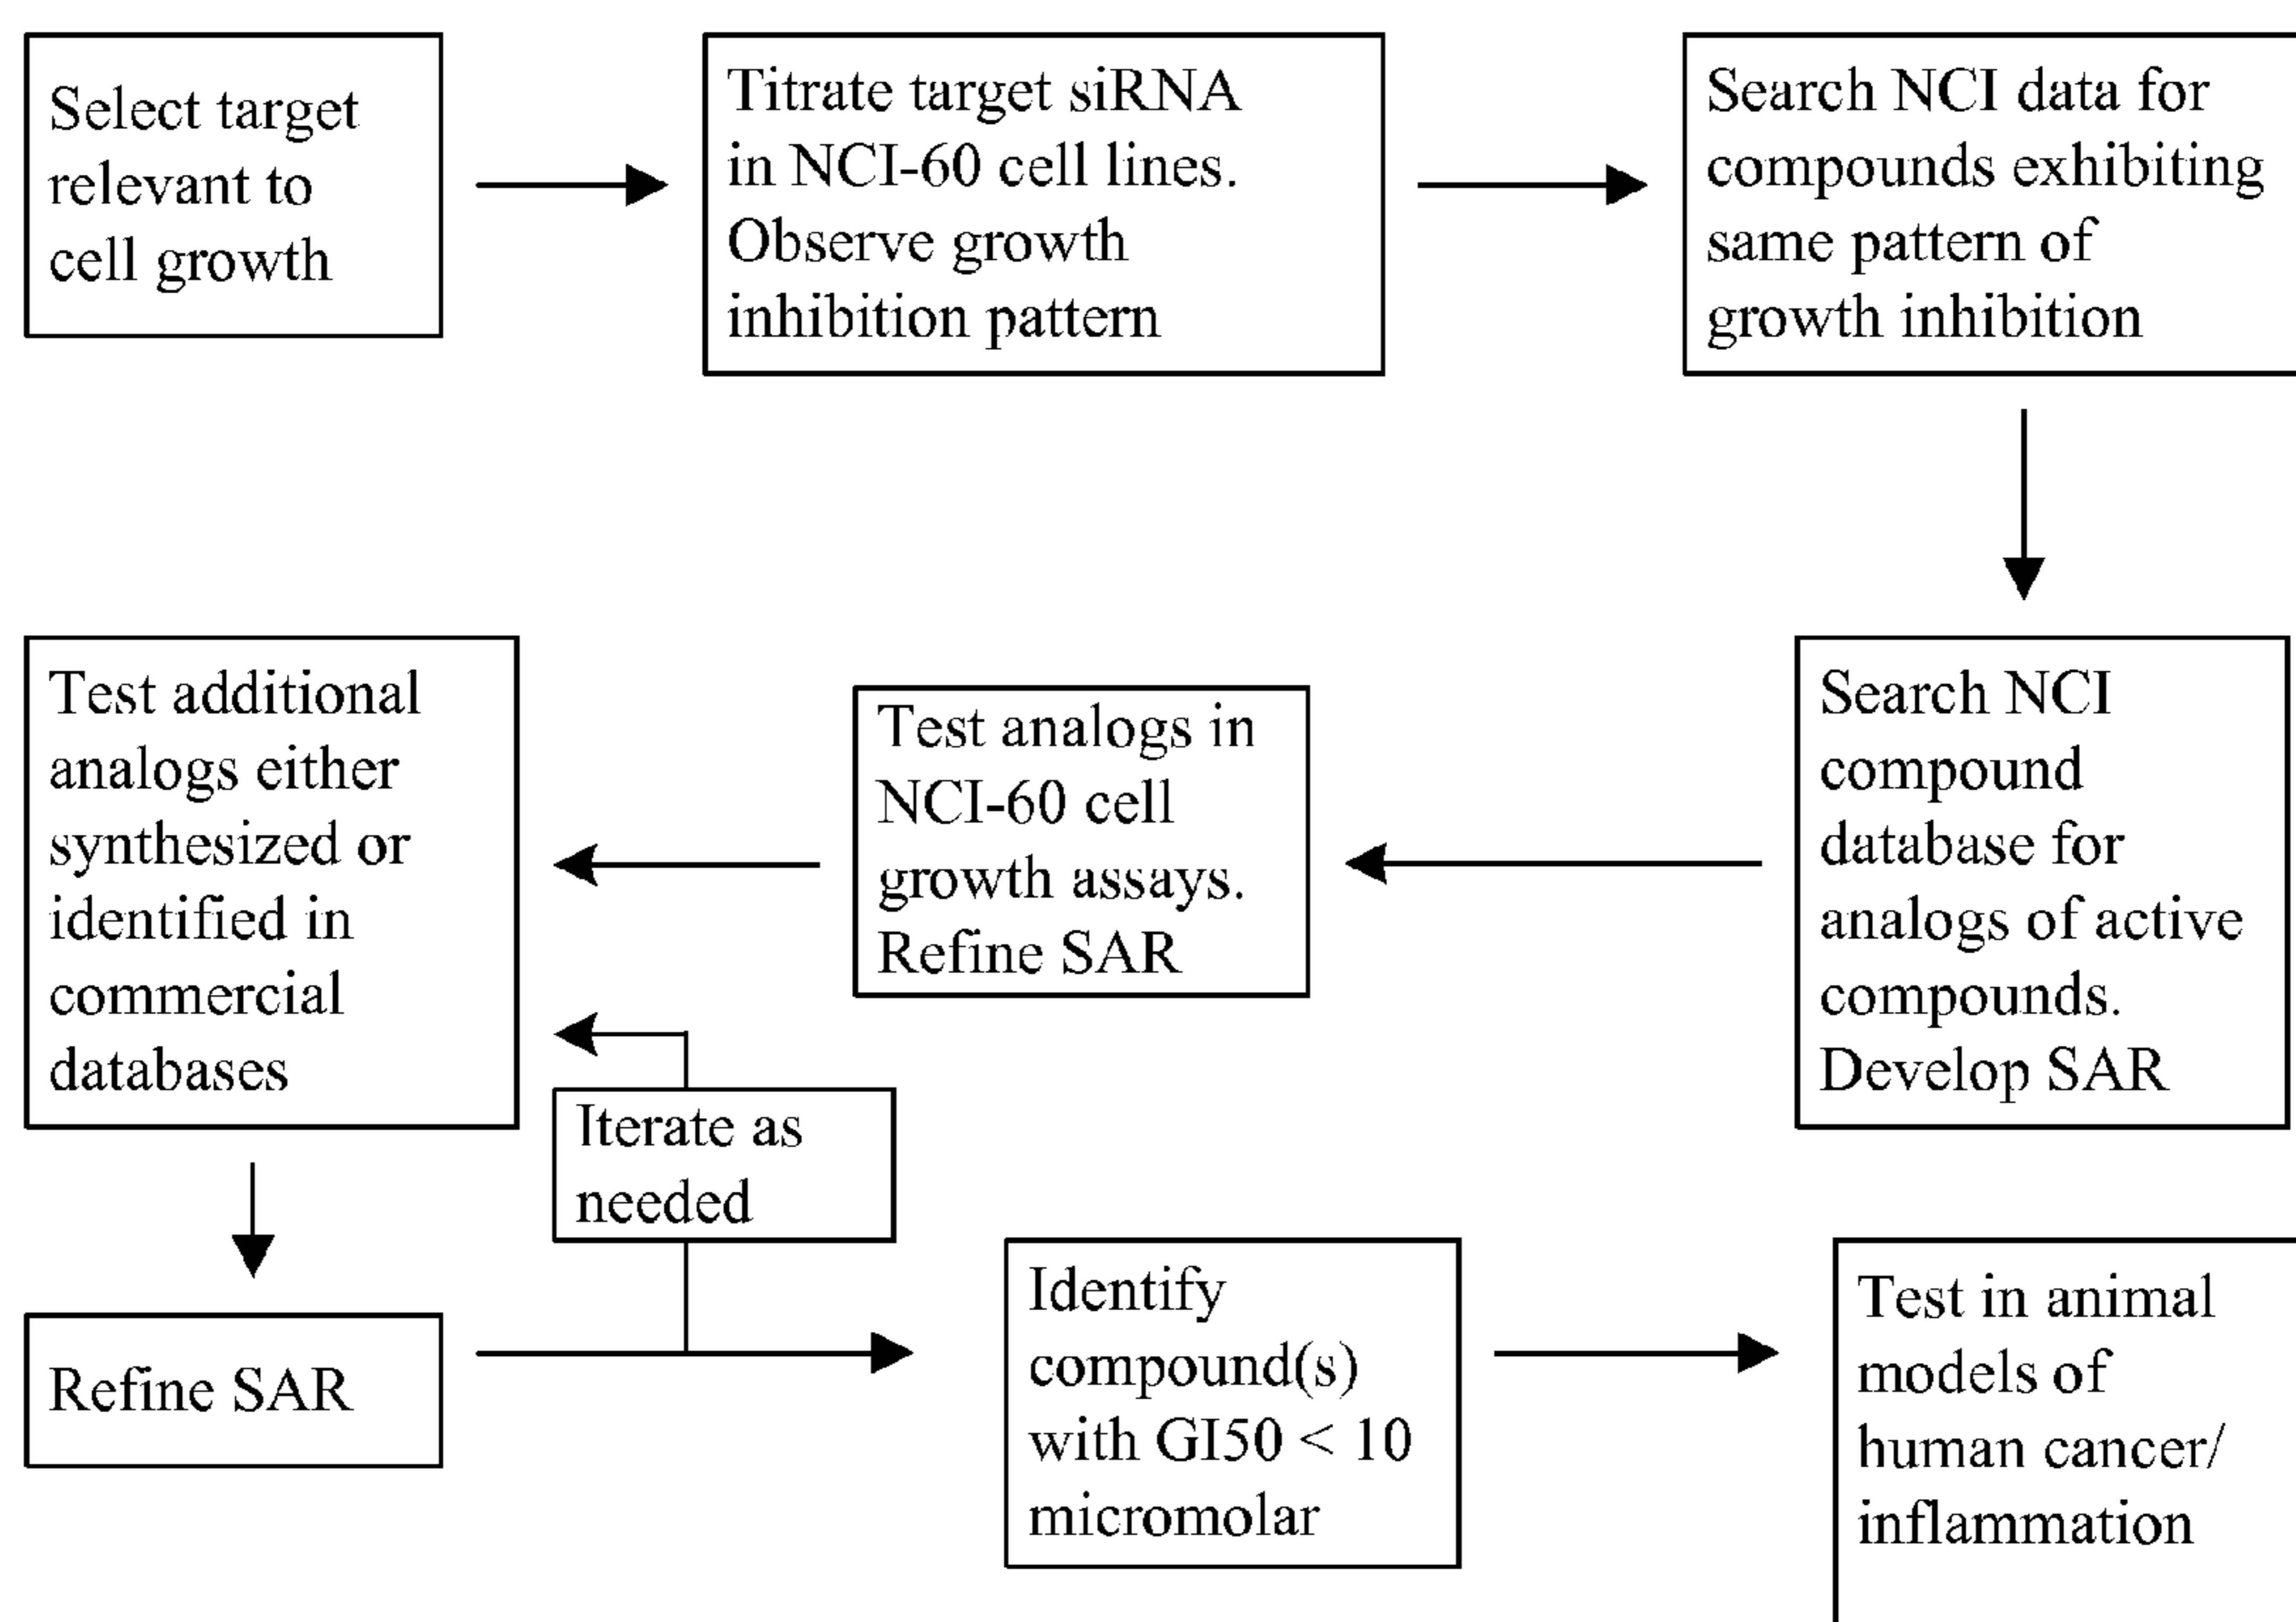 Select target
relevant to
cell growth
Titrate target siRNA
in NCI-60 cell lines.
Observe growth
inhibition pattern
Search NCI data for
compounds exhibiting
same pattern of
growth inhibition
Search NCI
compound
database for
analogs of active
compounds.
Develop SAR
Test analogs in
NCI-60 cell
growth assays.
Refine SAR
Test additional
analogs either
synthesized or
identified in
commercial
databases
Refine SAR
Iterate as
needed
Identify
compound(s)
with GI50 < 10
micromolar
Test in animal
models of
human cancer/
inflammation